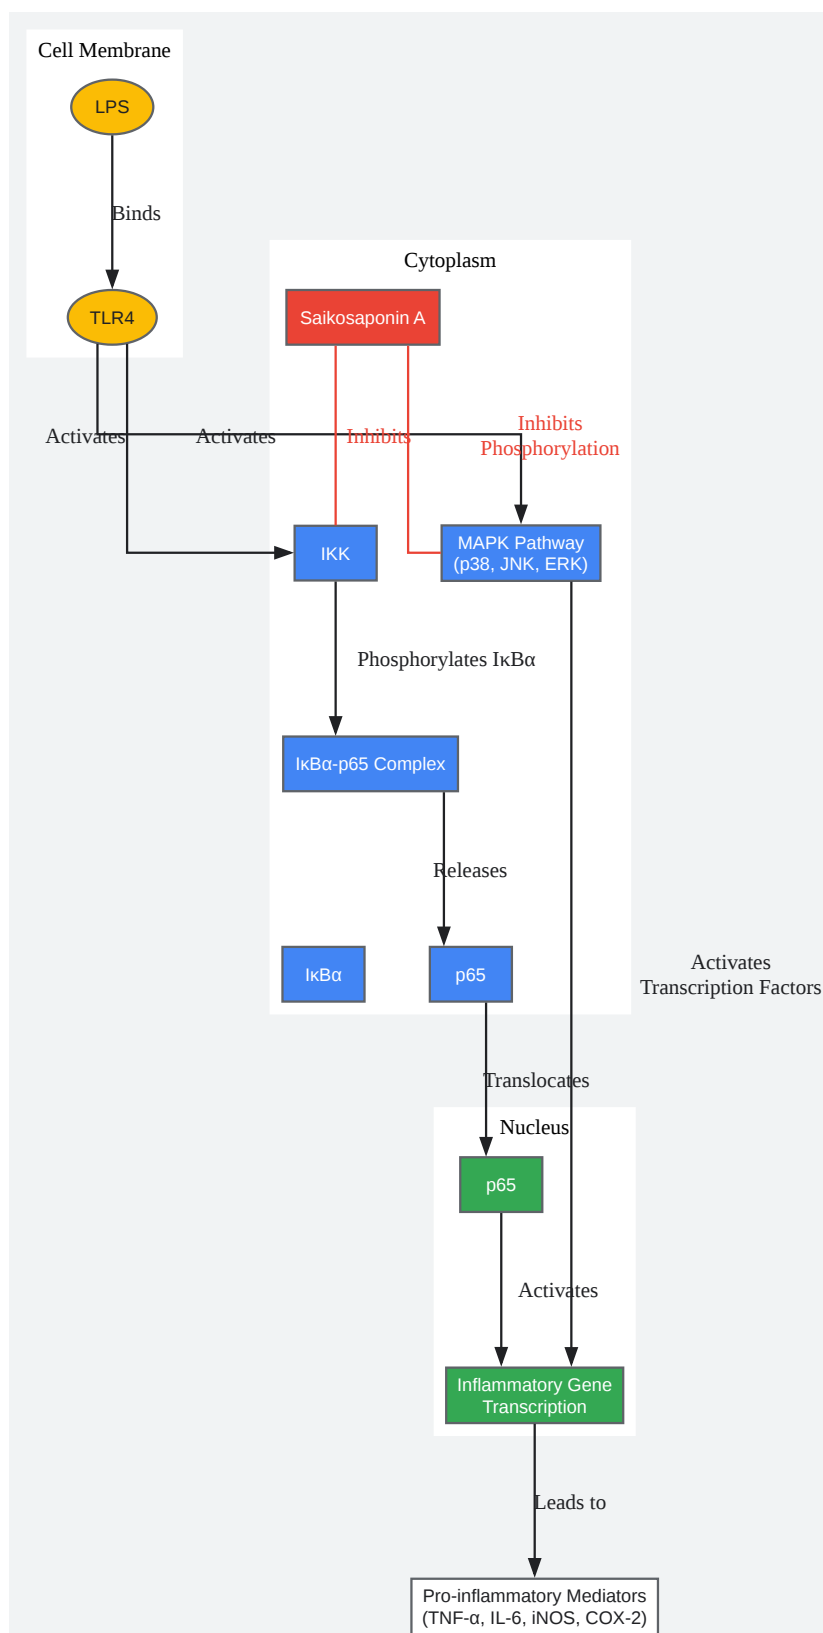 Cell Membrane
LPS
Binds
Cytoplasm
TLR4
Saikosaponin A
Activates
Activates
Inhibits
Inhibits
Phosphorylation
IKK
MAPK Pathway
(p38, JNK, ERK)
Phosphorylates IκBα
IκBα-p65 Complex
Releases
IκBα
p65
Activates
Transcription Factors
Translocates
Nucleus
p65
Activates
Inflammatory Gene
Transcription
Leads to
Pro-inflammatory Mediators
(TNF-α, IL-6, iNOS, COX-2)